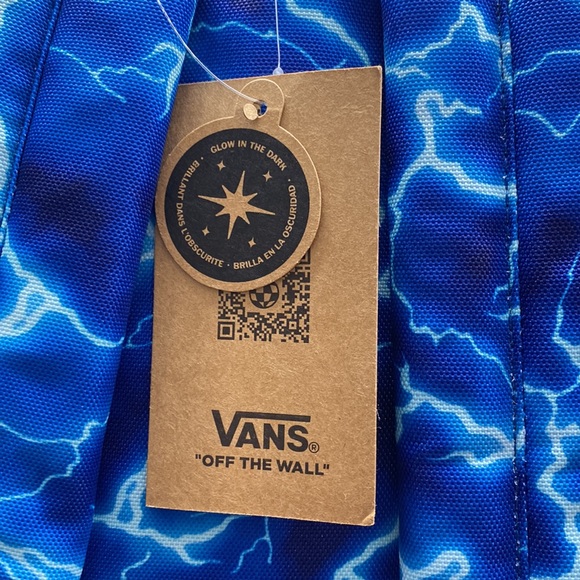 GLOW IN THE DARK ·
BRILLA EN LA OSCURIDAD ·
BRILLANT DANS L'OBSCURITÉ ·
VANS®
"OFF THE WALL"